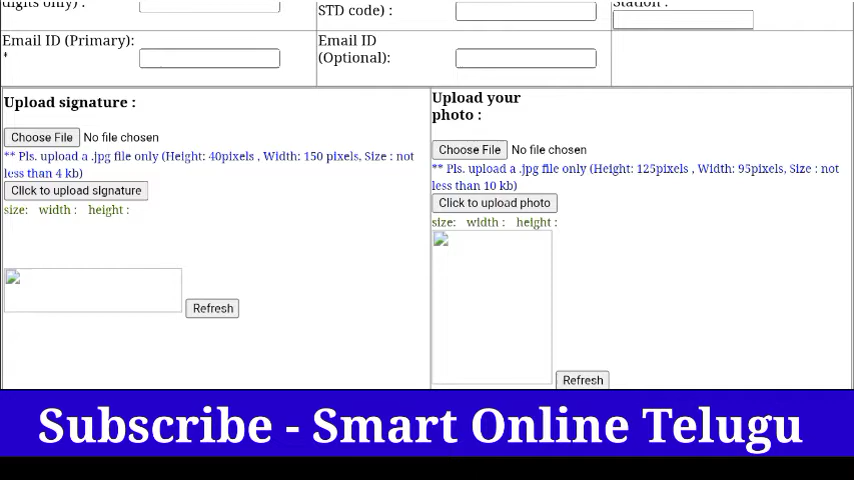 digits only) :
STD code) :
Station :
Email ID (Primary):
*
Email ID
(Optional):
Upload signature :
Choose File No file chosen
** Pls. upload a .jpg file only (Height: 40pixels , Width: 150 pixels, Size : not
less than 4 kb)
Click to upload signature
size: width : height :
Refresh
Upload your
photo :
Choose File No file chosen
** Pls. upload a .jpg file only (Height: 125pixels , Width: 95pixels, Size : not
less than 10 kb)
Click to upload photo
size: width : height :
Refresh
Subscribe - Smart Online Telugu